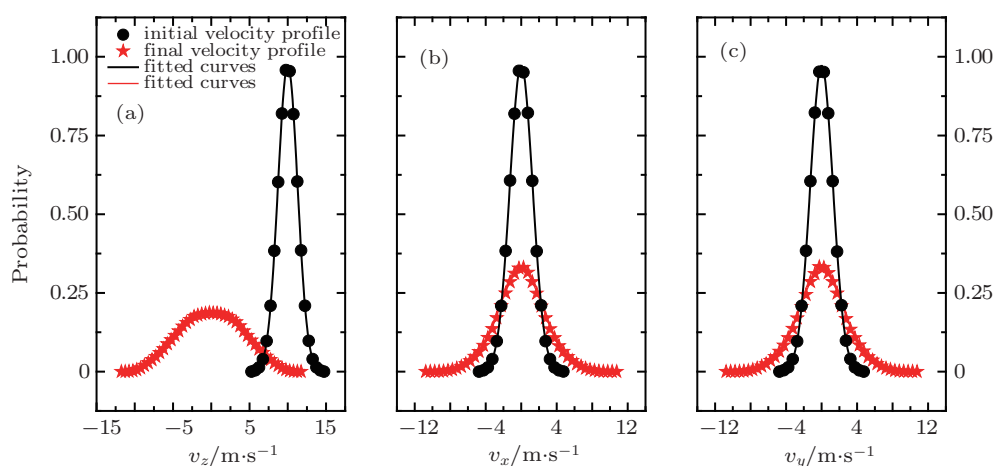 initial velocity profile
final velocity profile
fitted curves
fitted curves
(a)
(b)
(c)
Probability
1.00
0.75
0.50
0.25
0
1.00
0.75
0.50
0.25
0
−15 −5 5 15
−12 −4 4 12
−12 −4 4 12
v_z/m·s⁻¹
v_x/m·s⁻¹
v_y/m·s⁻¹